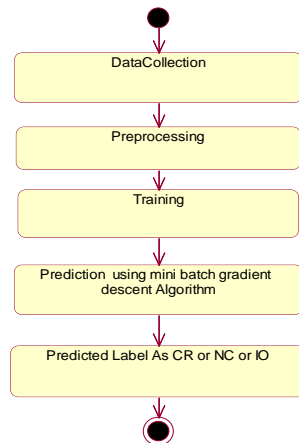 DataCollection
Preprocessing
Training
Prediction using mini batch gradient
descent Algorithm
Predicted Label As CR or NC or IO